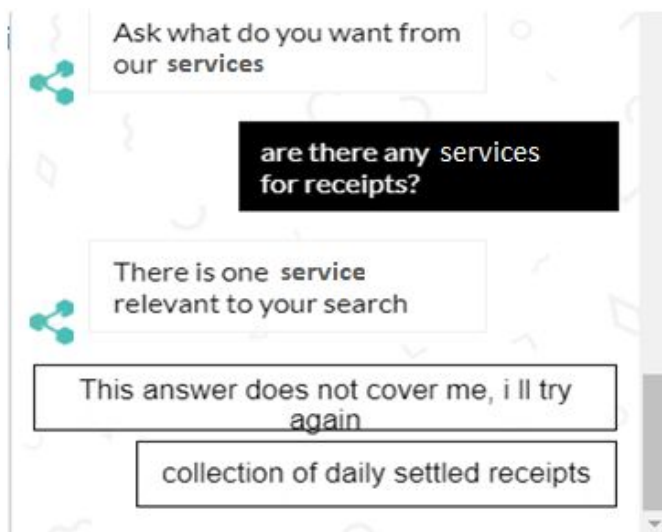 Ask what do you want from
our services
are there any services
for receipts?
There is one service
relevant to your search
This answer does not cover me, i ll try
again
collection of daily settled receipts